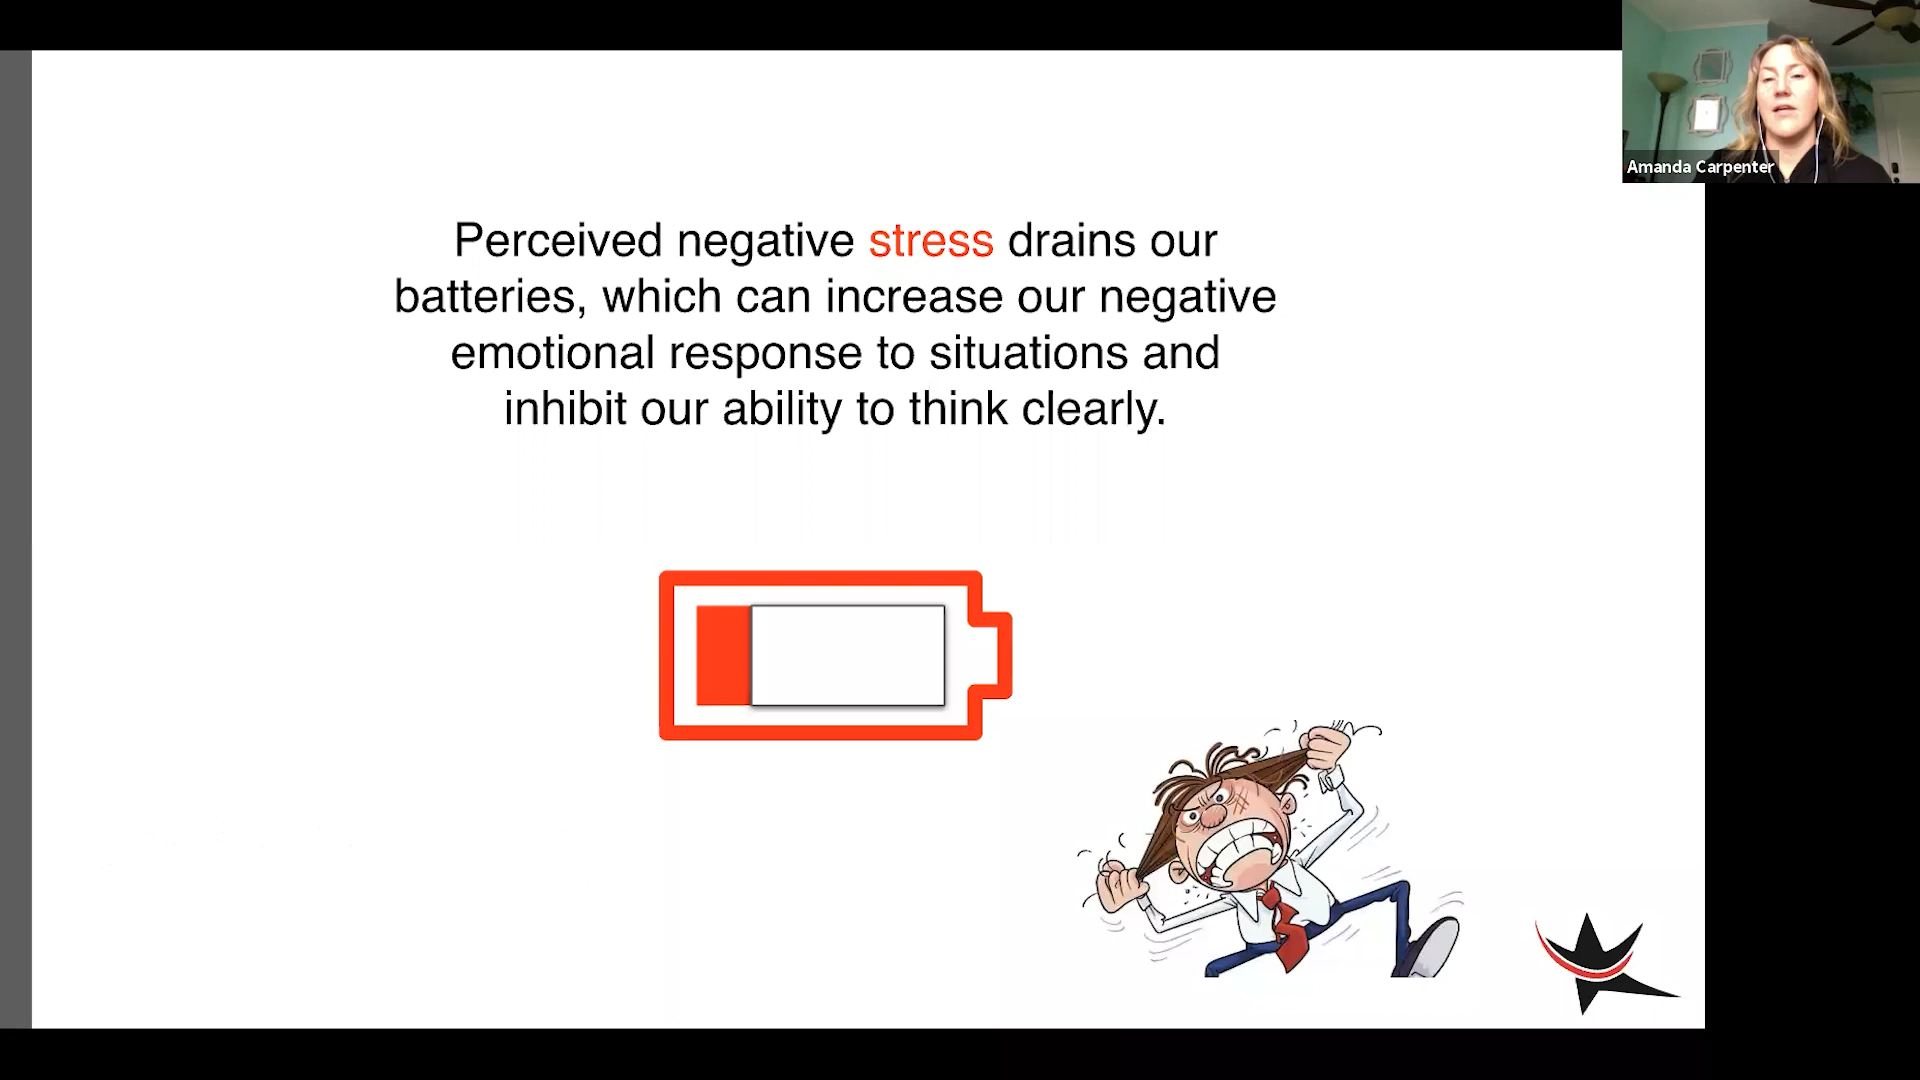 Amanda Carpenter
Perceived negative stress drains our
batteries, which can increase our negative
emotional response to situations and
inhibit our ability to think clearly.